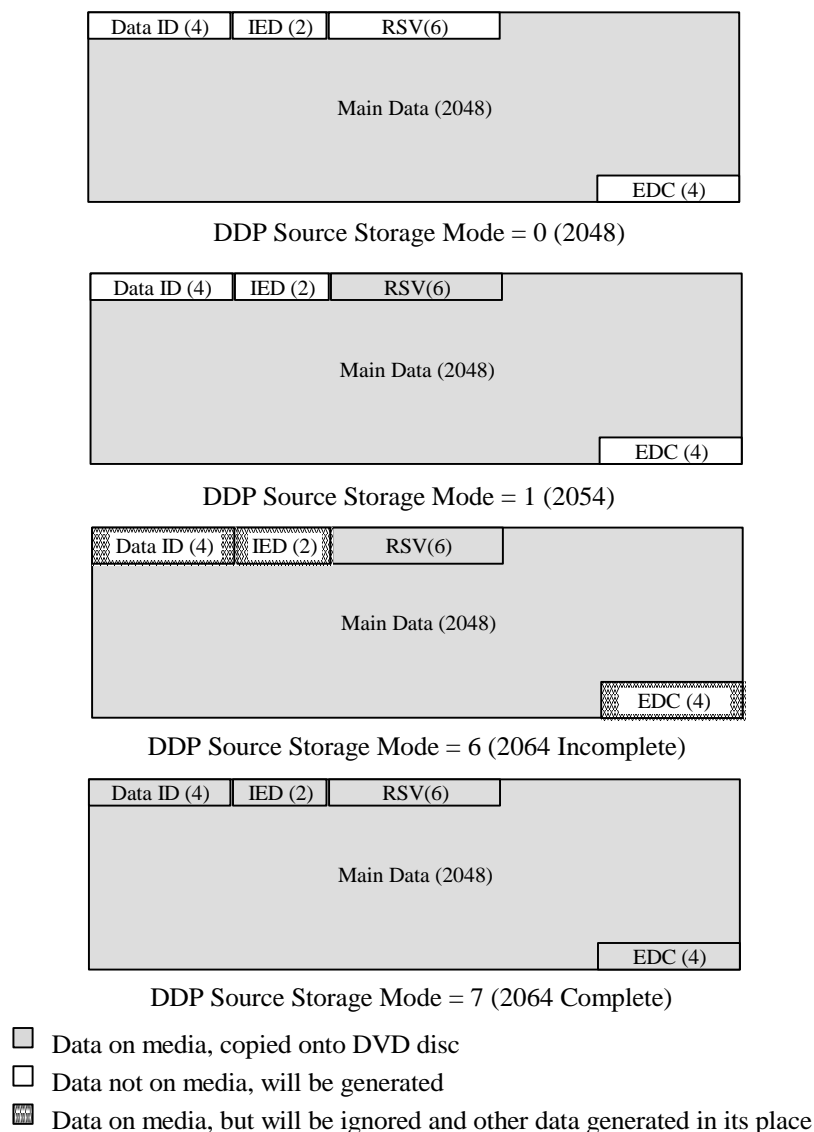 Data ID (4) IED (2) RSV(6)
Main Data (2048)
EDC (4)
DDP Source Storage Mode = 0 (2048)
Data ID (4) IED (2) RSV(6)
Main Data (2048)
EDC (4)
DDP Source Storage Mode = 1 (2054)
Data ID (4) IED (2) RSV(6)
Main Data (2048)
EDC (4)
DDP Source Storage Mode = 6 (2064 Incomplete)
Data ID (4) IED (2) RSV(6)
Main Data (2048)
EDC (4)
DDP Source Storage Mode = 7 (2064 Complete)
Data on media, copied onto DVD disc
Data not on media, will be generated
Data on media, but will be ignored and other data generated in its place